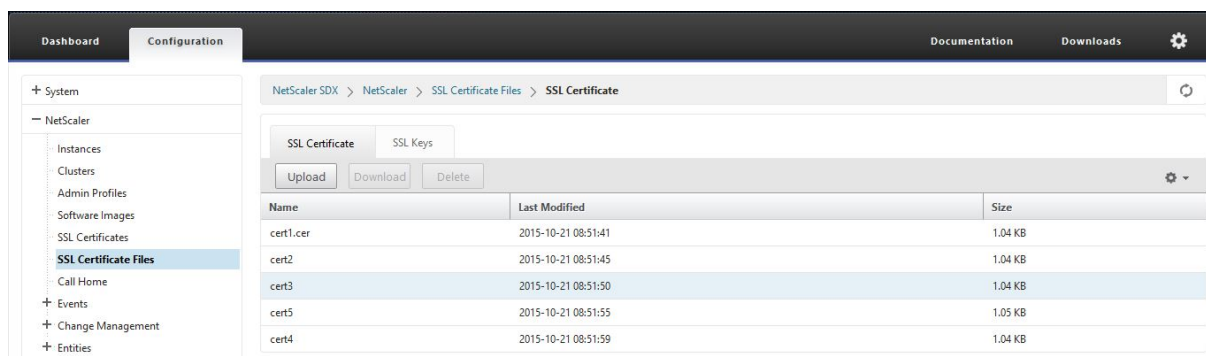 Dashboard Configuration Documentation Downloads
+ System
NetScaler SDX > NetScaler > SSL Certificate Files > SSL Certificate
− NetScaler
SSL Certificate SSL Keys
Instances
Clusters
Upload Download Delete
Admin Profiles
Name Last Modified Size
Software Images
cert1.cer 2015-10-21 08:51:41 1.04 KB
SSL Certificates
cert2 2015-10-21 08:51:45 1.04 KB
SSL Certificate Files
Call Home
cert3 2015-10-21 08:51:50 1.04 KB
+ Events
cert5 2015-10-21 08:51:55 1.05 KB
+ Change Management
cert4 2015-10-21 08:51:59 1.04 KB
+ Entities